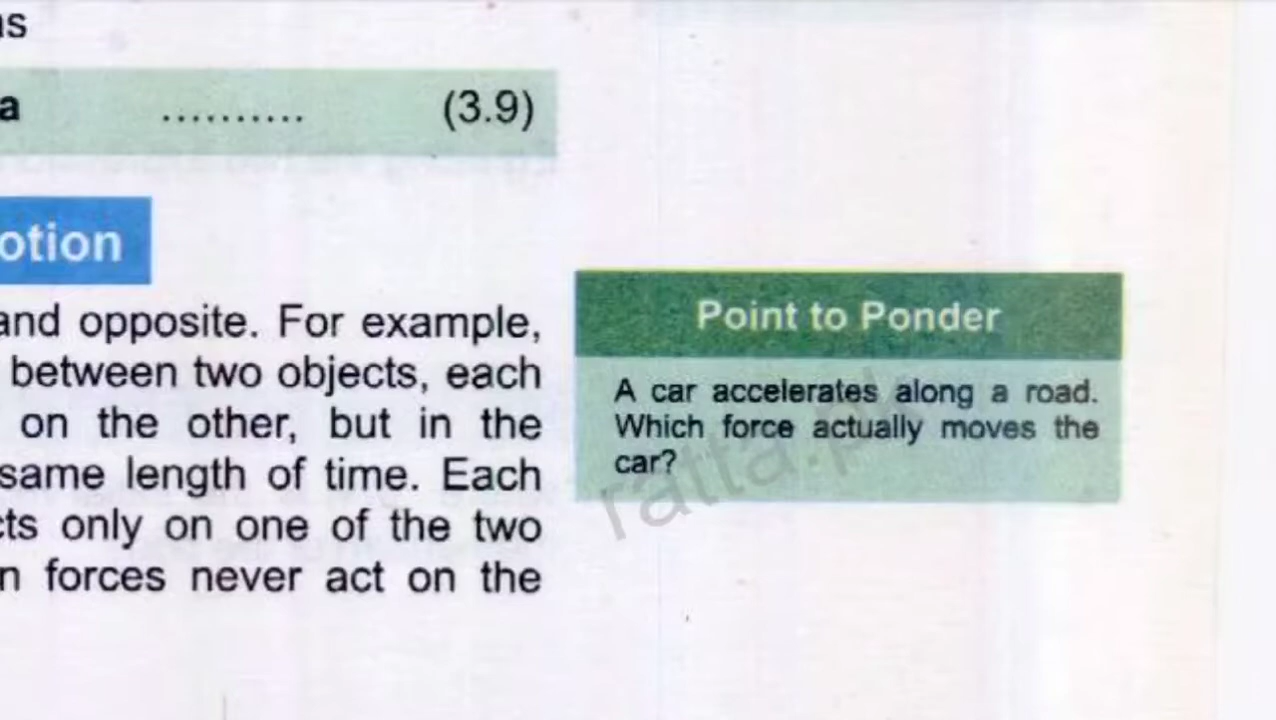 ns
a .......... (3.9)
otion
and opposite. For example,
between two objects, each
on the other, but in the
same length of time. Each
cts only on one of the two
n forces never act on the
Point to Ponder
A car accelerates along a road.
Which force actually moves the
car?
ratta.pk